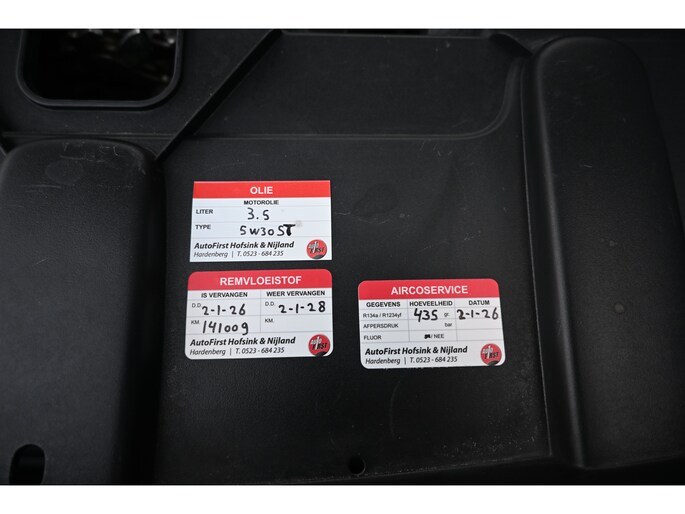 OLIE
MOTOROLIE
LITER 3.5
TYPE 5W30 ST
AutoFirst Hofsink & Nijland
Hardenberg | T. 0523 - 684 235
REMVLOEISTOF
IS VERVANGEN WEER VERVANGEN
D.D. 2-1-26 D.D. 2-1-28
KM. 141009 KM.
AutoFirst Hofsink & Nijland
Hardenberg | T. 0523 - 684 235
AIRCOSERVICE
GEGEVENS HOEVEELHEID DATUM
R134a / R1234yf 435 gr. 2-1-26
AFPERSDRUK bar
FLUOR / NEE
AutoFirst Hofsink & Nijland
Hardenberg | T. 0523 - 684 235